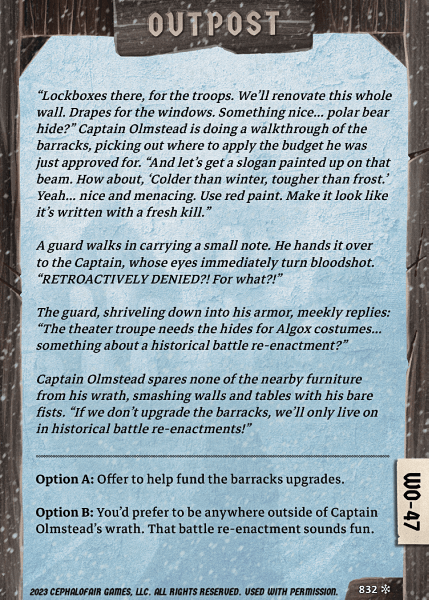 OUTPOST
“Lockboxes there, for the troops. We’ll renovate this whole
wall. Drapes for the windows. Something nice... polar bear
hide?” Captain Olmstead is doing a walkthrough of the
barracks, picking out where to apply the budget he was
just approved for. “And let’s get a slogan painted up on that
beam. How about, ‘Colder than winter, tougher than frost.’
Yeah... nice and menacing. Use red paint. Make it look like
it’s written with a fresh kill.”
A guard walks in carrying a small note. He hands it over
to the Captain, whose eyes immediately turn bloodshot.
“RETROACTIVELY DENIED?! For what?!”
The guard, shriveling down into his armor, meekly replies:
“The theater troupe needs the hides for Algox costumes...
something about a historical battle re-enactment?”
Captain Olmstead spares none of the nearby furniture
from his wrath, smashing walls and tables with his bare
fists. “If we don’t upgrade the barracks, we’ll only live on
in historical battle re-enactments!”
Option A: Offer to help fund the barracks upgrades.
Option B: You’d prefer to be anywhere outside of Captain
Olmstead’s wrath. That battle re-enactment sounds fun.
WO-47
2023 CEPHALOFAIR GAMES, LLC. ALL RIGHTS RESERVED. USED WITH PERMISSION.
832